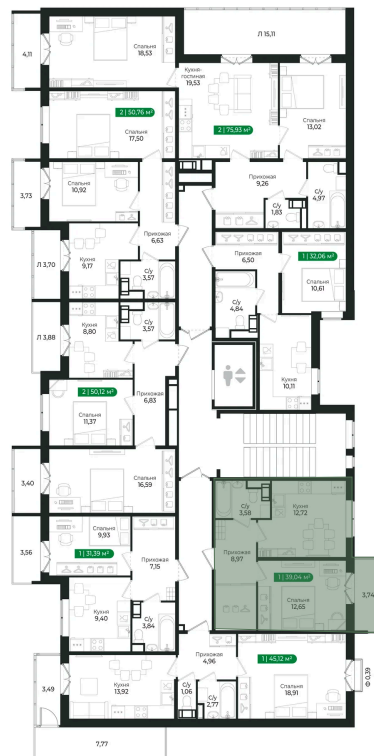 Л 15,11
4,11
Спальня
18,53
Кухня-
гостиная
19,53
Спальня
13,02
2 | 50,76 м²
Спальня
17,50
2 | 75,93 м²
Спальня
10,92
3,73
Прихожая
9,26
С/у
4,97
С/у
1,83
Прихожая
6,63
Прихожая
6,50
1 | 32,06 м²
Спальня
10,61
Л 3,70
Кухня
9,17
С/у
3,57
С/у
4,84
Л 3,88
Кухня
8,80
С/у
3,57
Кухня
10,11
2 | 50,12 м²
Спальня
11,37
Прихожая
6,83
3,40
Спальня
16,59
С/у
3,58
Кухня
12,72
3,56
Спальня
9,93
1 | 31,39 м²
Прихожая
7,15
Прихожая
8,97
1 | 39,04 м²
Спальня
12,65
3,74
Кухня
9,40
С/у
3,84
Прихожая
4,96
1 | 45,12 м²
Спальня
18,91
Ф 0,39
3,49
Кухня
13,92
С/у
1,06
С/у
2,77
7,77